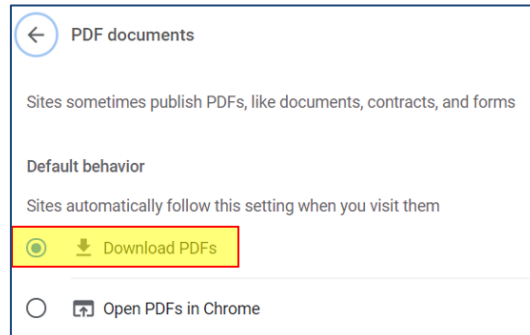 PDF documents
Sites sometimes publish PDFs, like documents, contracts, and forms
Default behavior
Sites automatically follow this setting when you visit them
Download PDFs
Open PDFs in Chrome